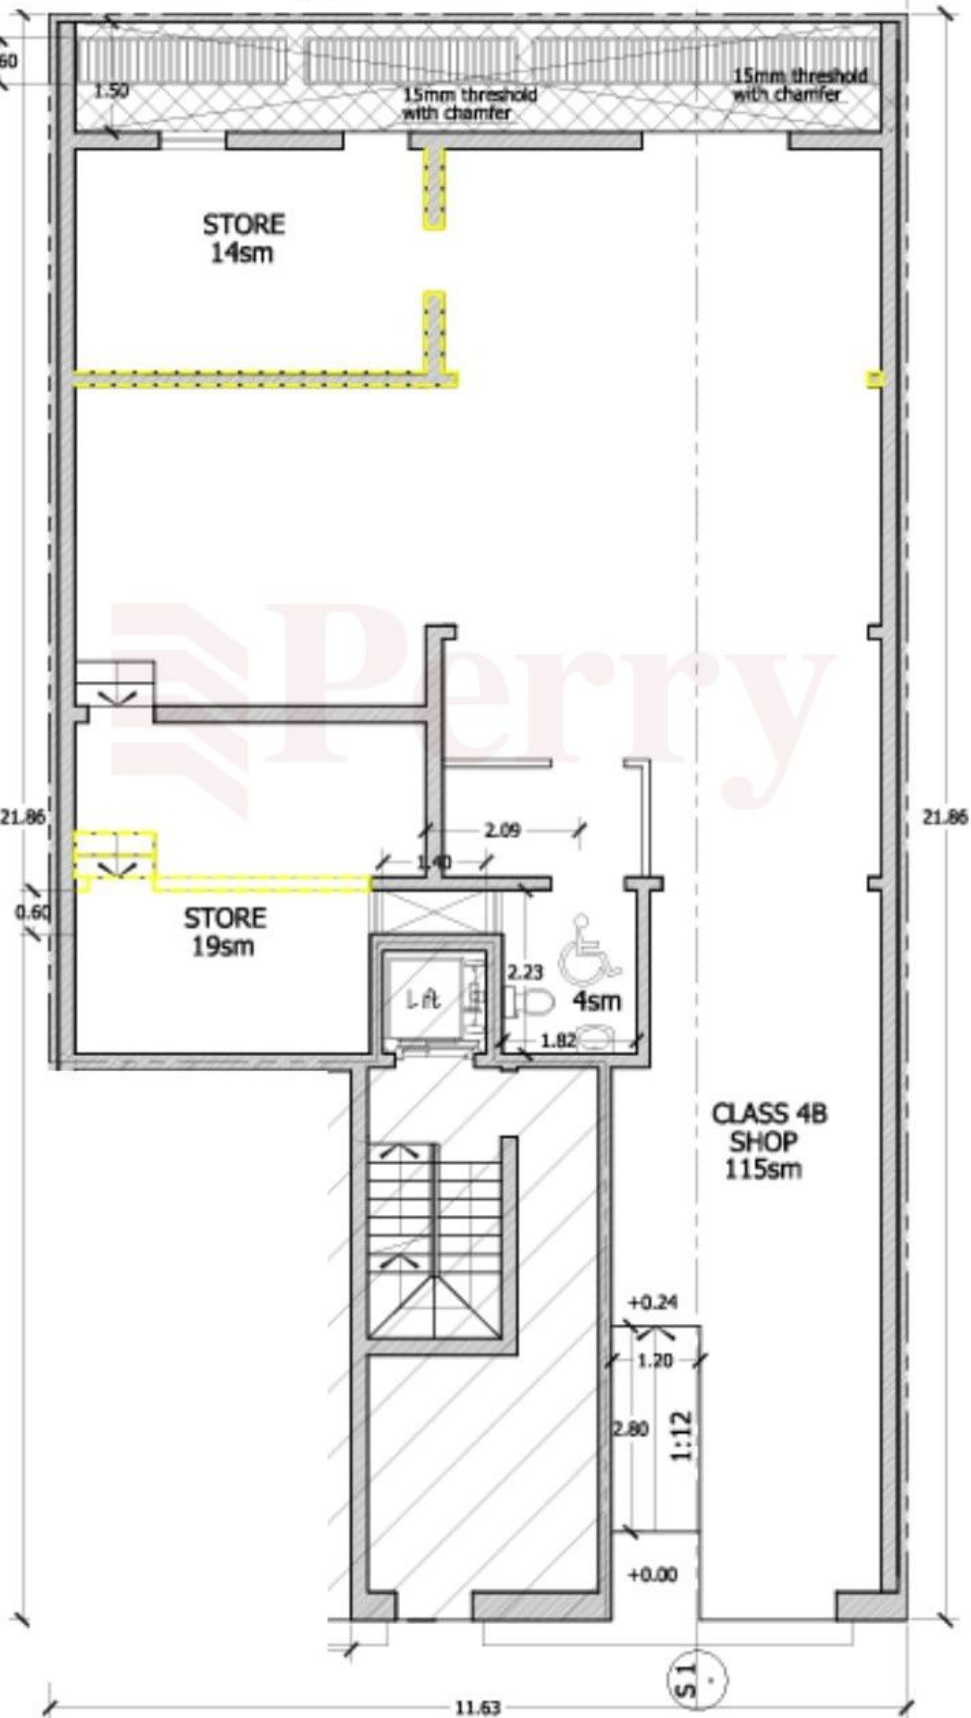 60
1.50
15mm threshold
with chamfer
15mm threshold
with chamfer
STORE
14sm
Perry
21.86
21.86
2.09
1.40
0.60
STORE
19sm
Lift
2.23
4sm
1.82
CLASS 4B
SHOP
115sm
+0.24
1.20
2.80
1:12
+0.00
S 1
11.63